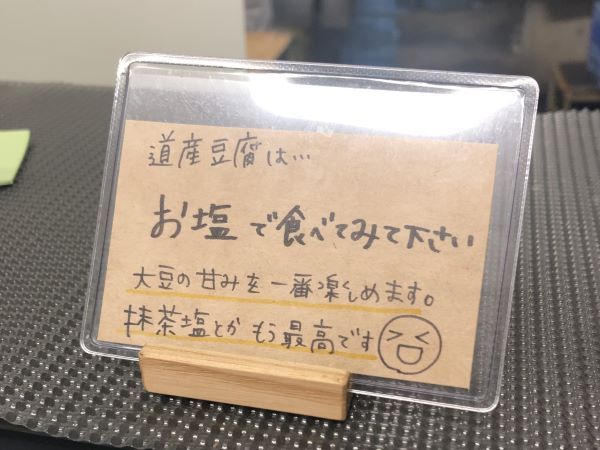 道産豆腐は…
お塩で食べてみて下さい
大豆の甘みを一番楽しめます。
抹茶塩とかもう最高です